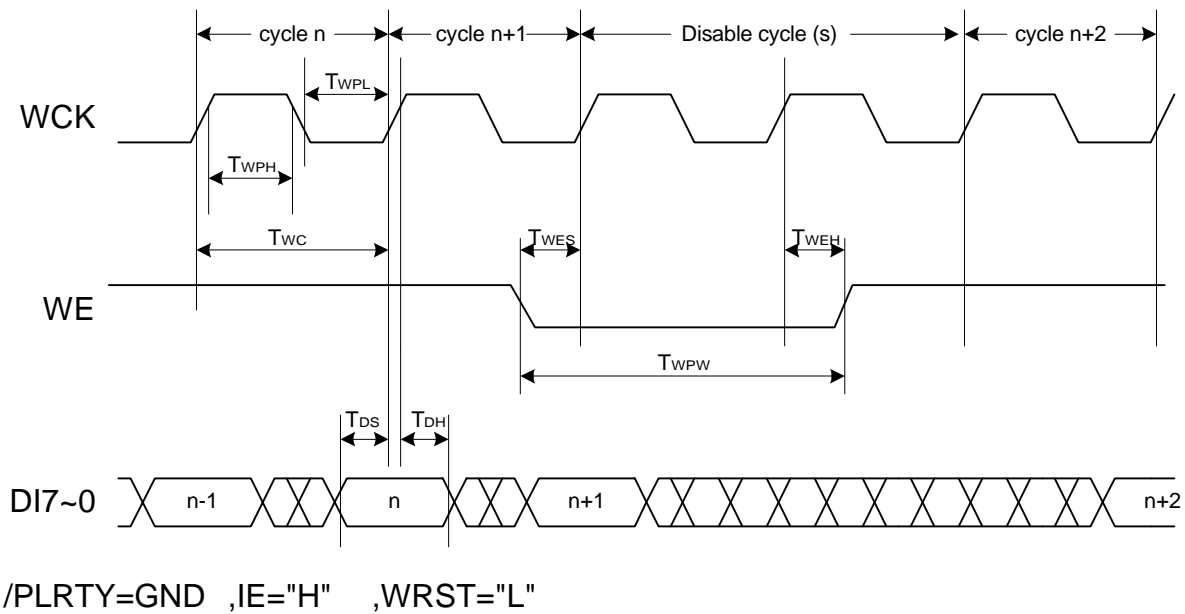 cycle n cycle n+1 Disable cycle (s) cycle n+2
TWPL
WCK
TWPH
TWC TWES TWEH
WE
TWPW
TDS TDH
DI7~0 n-1 n n+1 n+2
/PLRTY=GND ,IE="H" ,WRST="L"